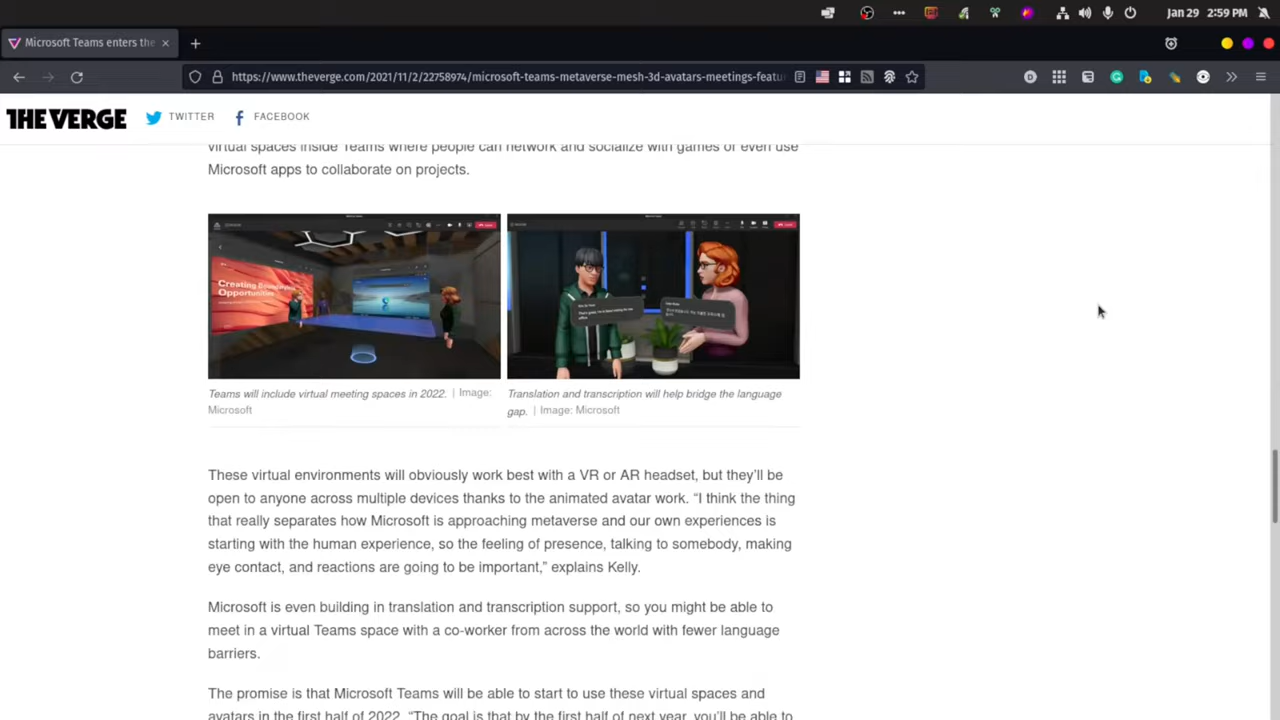 Jan 29 2:59 PM
Microsoft Teams enters the
https://www.theverge.com/2021/11/2/22758974/microsoft-teams-metaverse-mesh-3d-avatars-meetings-featu
THE VERGE TWITTER FACEBOOK
virtual spaces inside Teams where people can network and socialize with games or even use
Microsoft apps to collaborate on projects.
Creating Boundaryless
Opportunities
Teams will include virtual meeting spaces in 2022. | Image:
Microsoft
Translation and transcription will help bridge the language
gap. | Image: Microsoft
These virtual environments will obviously work best with a VR or AR headset, but they’ll be
open to anyone across multiple devices thanks to the animated avatar work. “I think the thing
that really separates how Microsoft is approaching metaverse and our own experiences is
starting with the human experience, so the feeling of presence, talking to somebody, making
eye contact, and reactions are going to be important,” explains Kelly.
Microsoft is even building in translation and transcription support, so you might be able to
meet in a virtual Teams space with a co-worker from across the world with fewer language
barriers.
The promise is that Microsoft Teams will be able to start to use these virtual spaces and
avatars in the first half of 2022. “The goal is that by the first half of next year, you’ll be able to